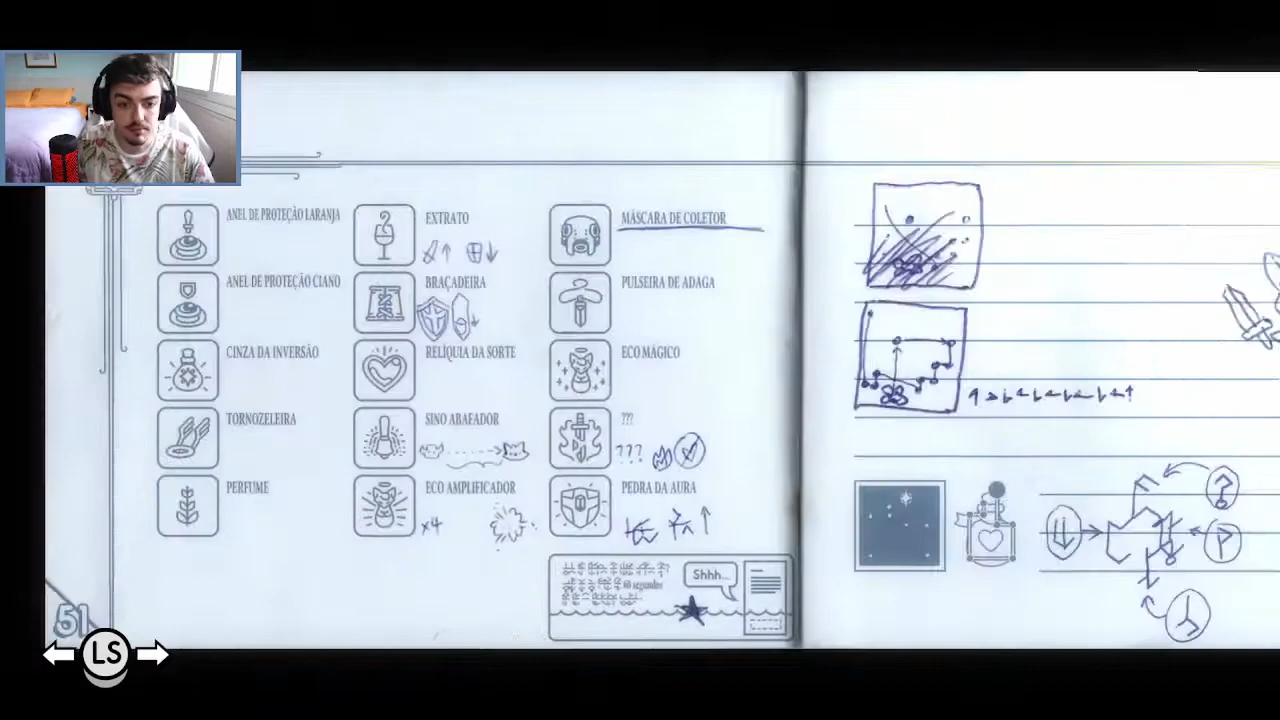 ANEL DE PROTEÇÃO LARANJA
ANEL DE PROTEÇÃO CIANO
CINZA DA INVERSÃO
TORNOZELEIRA
PERFUME
EXTRATO
BRAÇADEIRA
RELÍQUIA DA SORTE
SINO ABAFADOR
ECO AMPLIFICADOR
x4
MÁSCARA DE COLETOR
PULSEIRA DE ADAGA
ECO MÁGICO
???
???
PEDRA DA AURA
60 segundos
Shhh...
51
LS
?